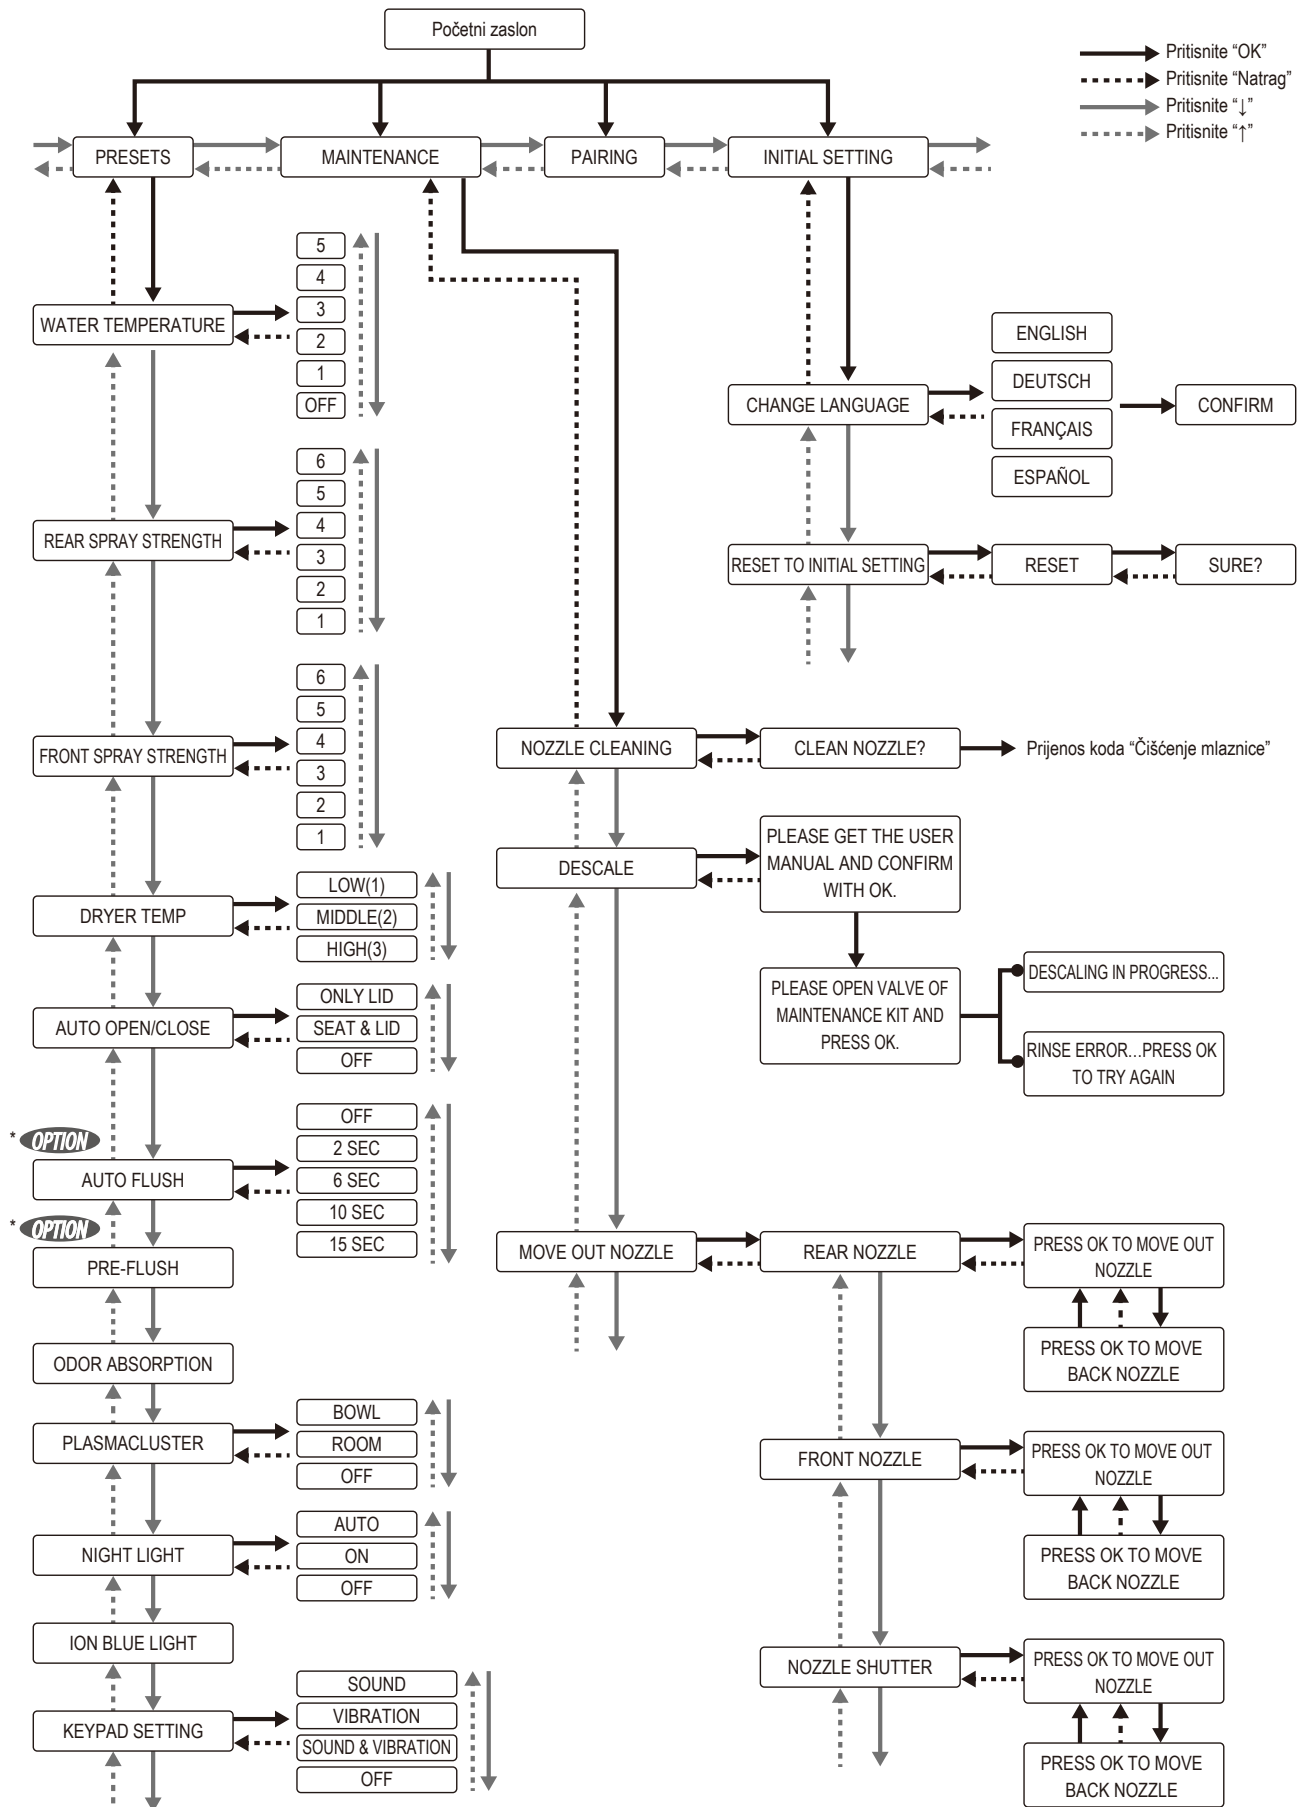 Početni zaslon
Pritisnite “OK”
Pritisnite “Natrag”
Pritisnite “↓”
Pritisnite “↑”
PRESETS
MAINTENANCE
PAIRING
INITIAL SETTING
WATER TEMPERATURE
5
4
3
2
1
OFF
REAR SPRAY STRENGTH
6
5
4
3
2
1
FRONT SPRAY STRENGTH
6
5
4
3
2
1
DRYER TEMP
LOW(1)
MIDDLE(2)
HIGH(3)
AUTO OPEN/CLOSE
ONLY LID
SEAT & LID
OFF
* OPTION
AUTO FLUSH
OFF
2 SEC
6 SEC
10 SEC
15 SEC
* OPTION
PRE-FLUSH
ODOR ABSORPTION
PLASMACLUSTER
BOWL
ROOM
OFF
NIGHT LIGHT
AUTO
ON
OFF
ION BLUE LIGHT
KEYPAD SETTING
SOUND
VIBRATION
SOUND & VIBRATION
OFF
NOZZLE CLEANING
CLEAN NOZZLE?
Prijenos koda “Čišćenje mlaznice”
DESCALE
PLEASE GET THE USER
MANUAL AND CONFIRM
WITH OK.
PLEASE OPEN VALVE OF
MAINTENANCE KIT AND
PRESS OK.
DESCALING IN PROGRESS...
RINSE ERROR...PRESS OK
TO TRY AGAIN
MOVE OUT NOZZLE
REAR NOZZLE
PRESS OK TO MOVE OUT
NOZZLE
PRESS OK TO MOVE
BACK NOZZLE
FRONT NOZZLE
PRESS OK TO MOVE OUT
NOZZLE
PRESS OK TO MOVE
BACK NOZZLE
NOZZLE SHUTTER
PRESS OK TO MOVE OUT
NOZZLE
PRESS OK TO MOVE
BACK NOZZLE
CHANGE LANGUAGE
ENGLISH
DEUTSCH
FRANÇAIS
ESPAÑOL
CONFIRM
RESET TO INITIAL SETTING
RESET
SURE?